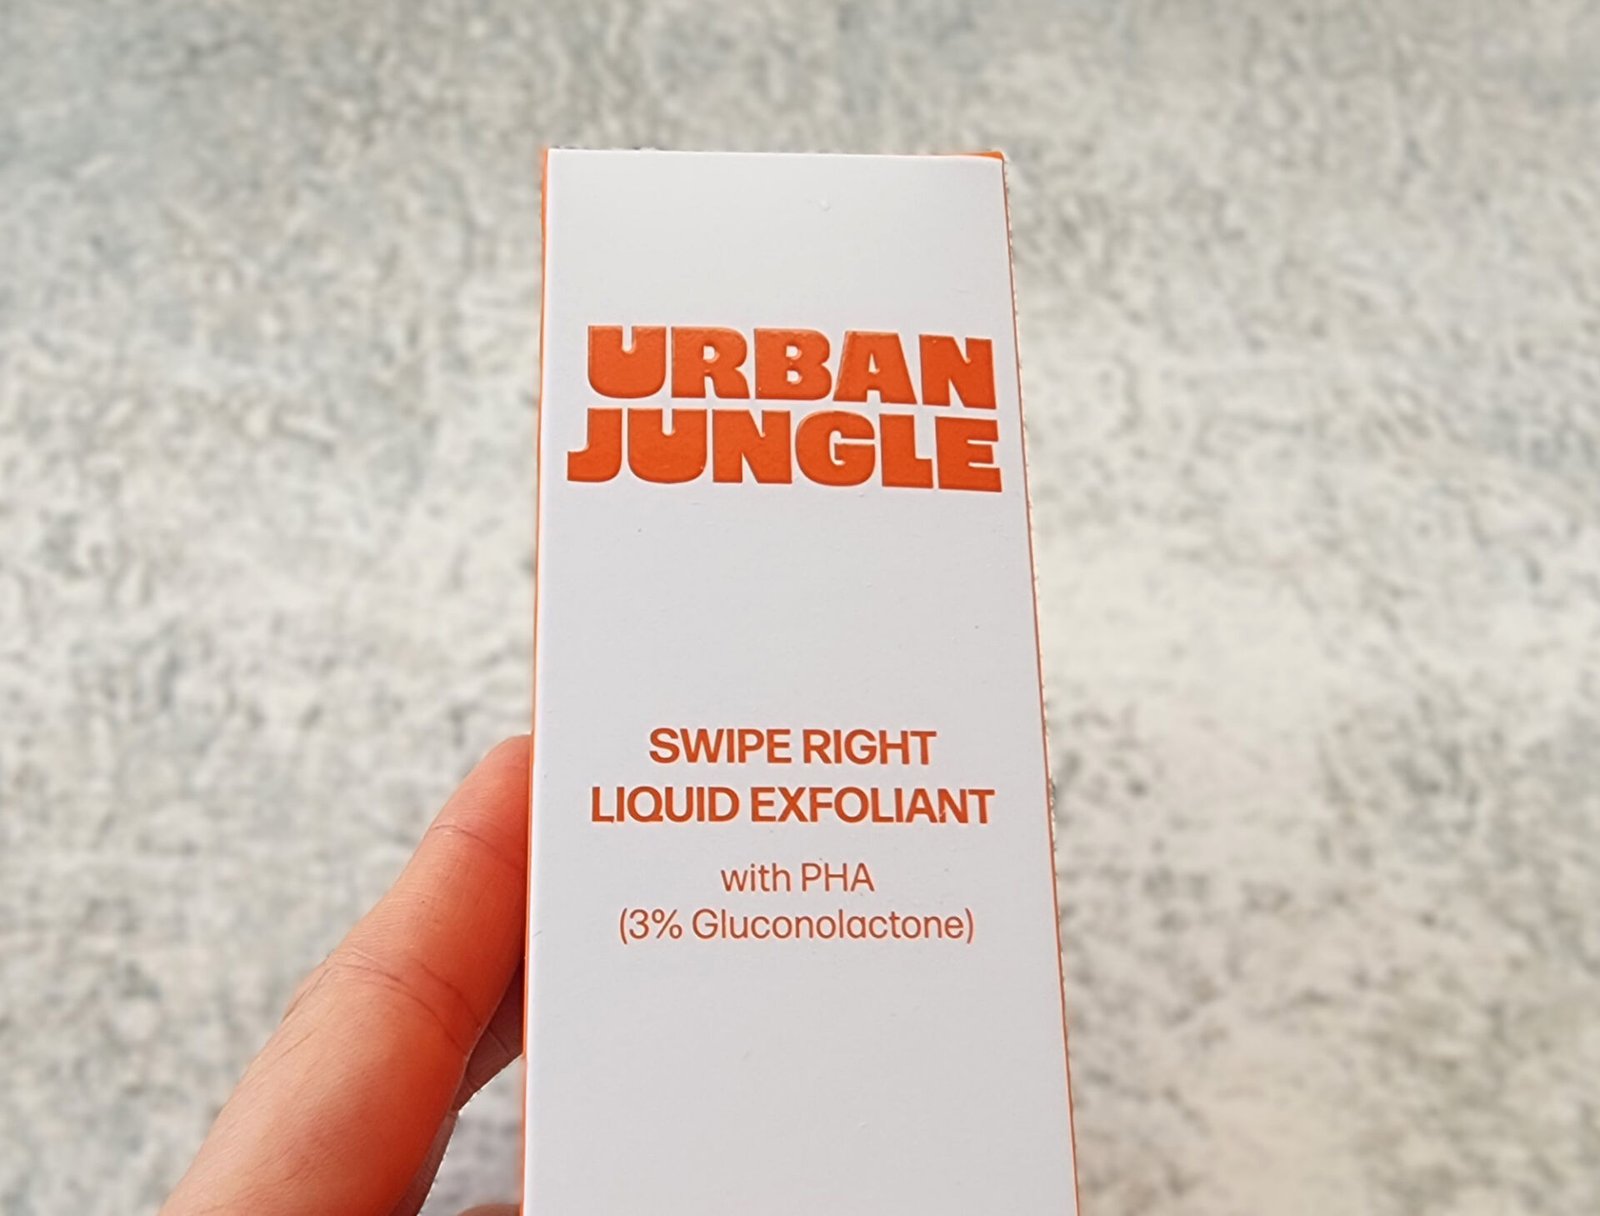 URBAN
JUNGLE
SWIPE RIGHT
LIQUID EXFOLIANT
with PHA
(3% Gluconolactone)